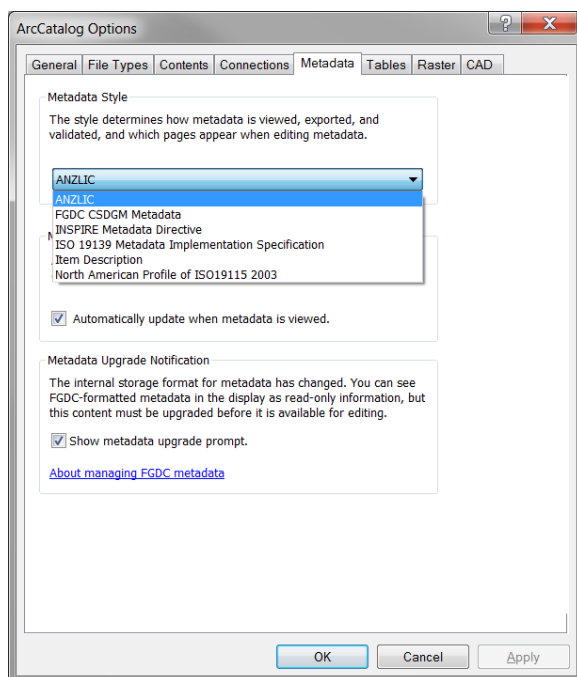 ArcCatalog Options
? X
General File Types Contents Connections Metadata Tables Raster CAD
Metadata Style
The style determines how metadata is viewed, exported, and
validated, and which pages appear when editing metadata.
ANZLIC
ANZLIC
FGDC CSDGM Metadata
INSPIRE Metadata Directive
ISO 19139 Metadata Implementation Specification
Item Description
North American Profile of ISO19115 2003
Automatically update when metadata is viewed.
Metadata Upgrade Notification
The internal storage format for metadata has changed. You can see
FGDC-formatted metadata in the display as read-only information, but
this content must be upgraded before it is available for editing.
Show metadata upgrade prompt.
About managing FGDC metadata
OK Cancel Apply